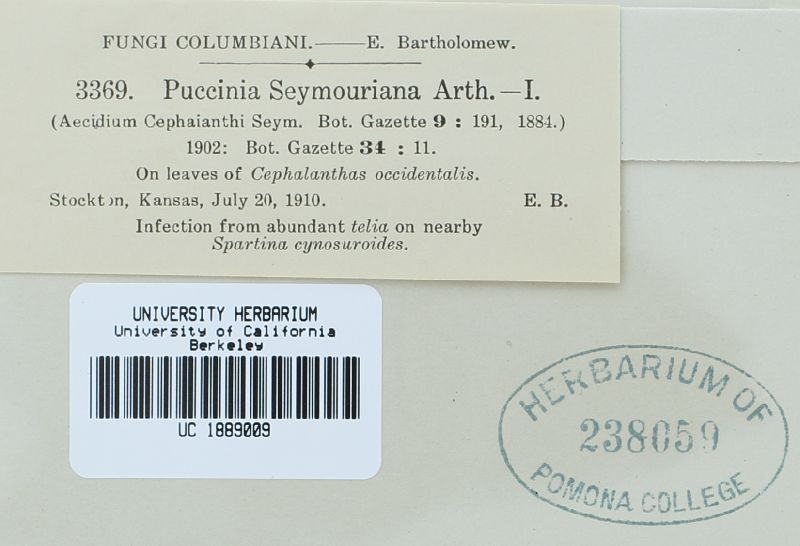 FUNGI COLUMBIANI.——E. Bartholomew.
3369. Puccinia Seymouriana Arth.—I.
(Aecidium Cephaianthi Seym. Bot. Gazette 9 : 191, 1884.)
1902: Bot. Gazette 34 : 11.
On leaves of Cephalanthas occidentalis.
Stockton, Kansas, July 20, 1910. E. B.
Infection from abundant telia on nearby
Spartina cynosuroides.
UNIVERSITY HERBARIUM
University of California
Berkeley
UC 1889009
HERBARIUM OF
238059
POMONA COLLEGE